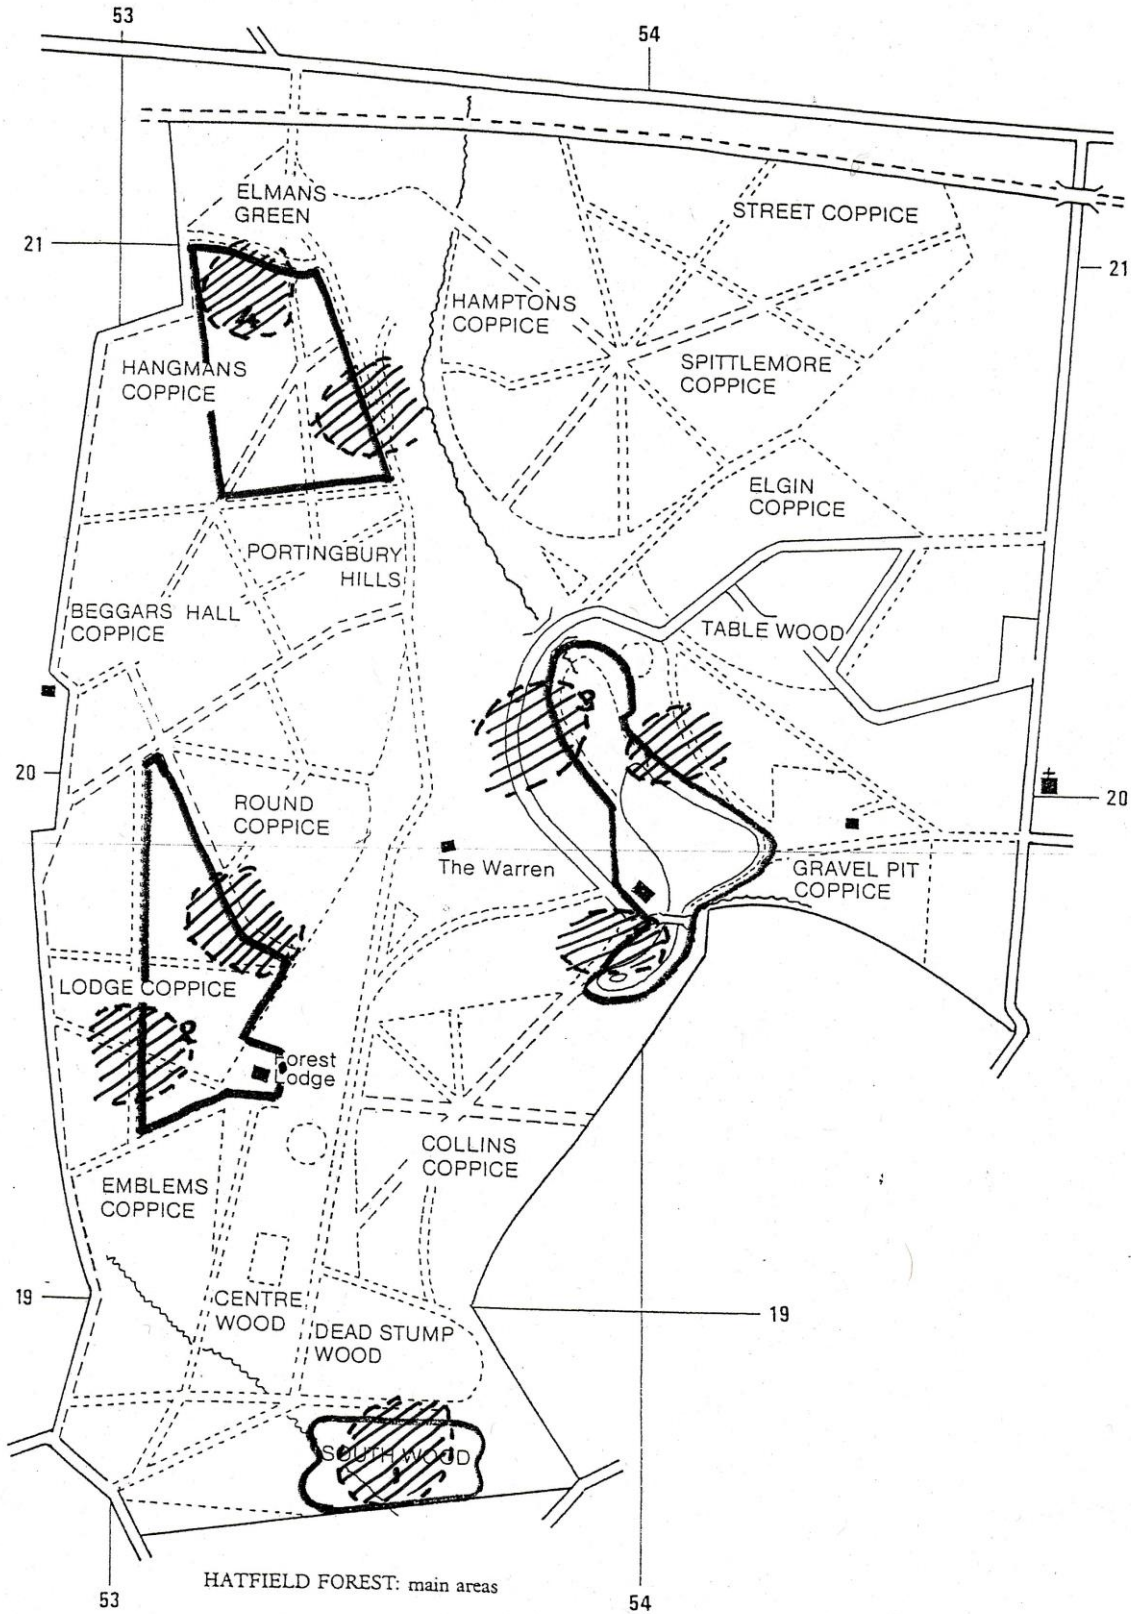 53
54
ELMANS
GREEN
STREET COPPICE
21
21
HAMPTONS
COPPICE
HANGMANS
COPPICE
SPITTLEMORE
COPPICE
ELGIN
COPPICE
PORTINGBURY
HILLS
BEGGARS HALL
COPPICE
TABLE WOOD
20
20
ROUND
COPPICE
The Warren
GRAVEL PIT
COPPICE
LODGE COPPICE
Forest
Lodge
COLLINS
COPPICE
EMBLEMS
COPPICE
19
19
CENTRE
WOOD
DEAD STUMP
WOOD
SOUTH WOOD
HATFIELD FOREST: main areas
53
54